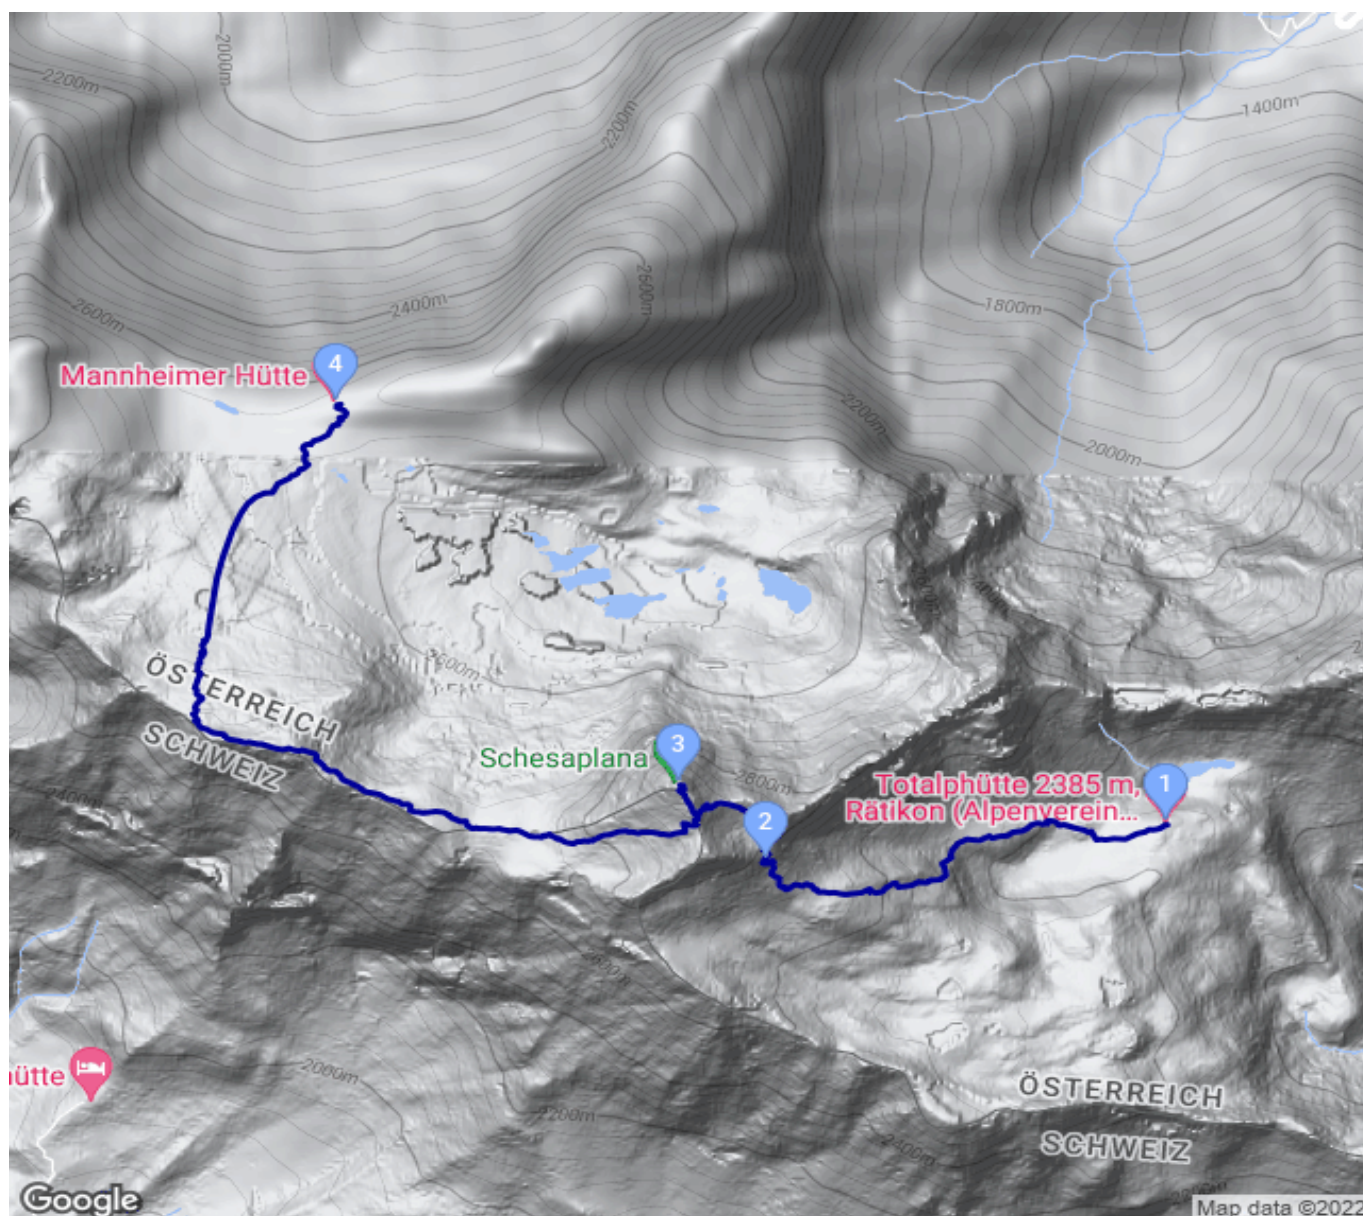 2000m
2200m
1400m
2200m
2600m
2400m
1800m
2600m
4
Mannheimer Hütte
2200m
2000m
ÖSTERREICH
SCHWEIZ
3
Schesaplana
2800m
1
Totalphütte 2385 m,
Rätikon (Alpenverein...
2400m
2
2000m
ütte
2200m
2400m
ÖSTERREICH
SCHWEIZ
Google
Map data ©2022